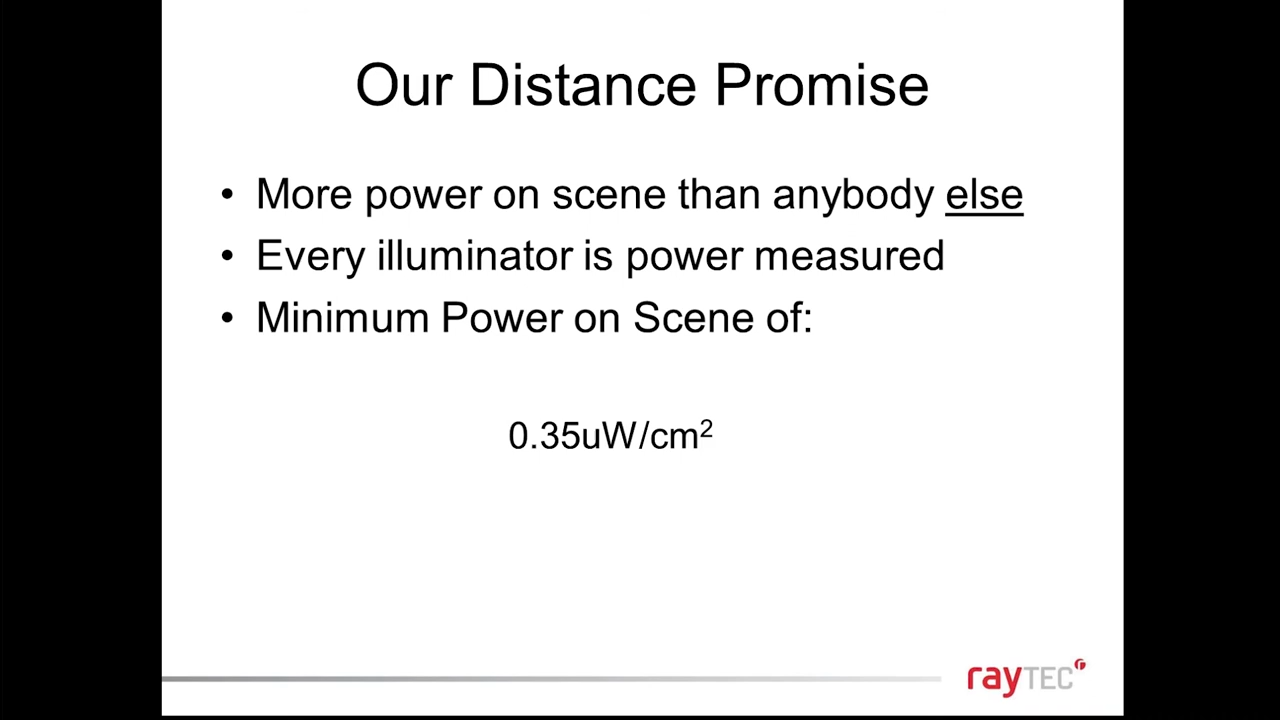 Our Distance Promise
• More power on scene than anybody else
• Every illuminator is power measured
• Minimum Power on Scene of:
0.35uW/cm²
rayTEC